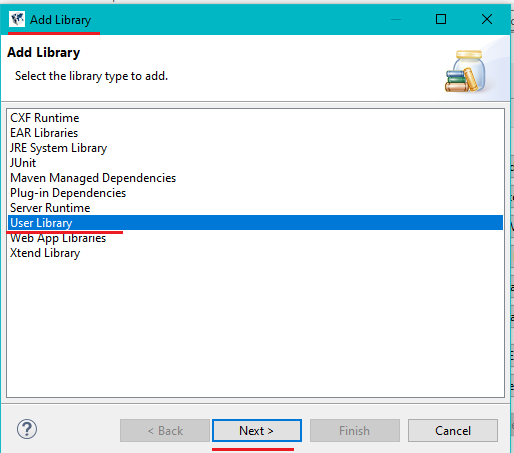 Add Library
Add Library
Select the library type to add.
CXF Runtime
EAR Libraries
JRE System Library
JUnit
Maven Managed Dependencies
Plug-in Dependencies
Server Runtime
User Library
Web App Libraries
Xtend Library
?
< Back
Next >
Finish
Cancel